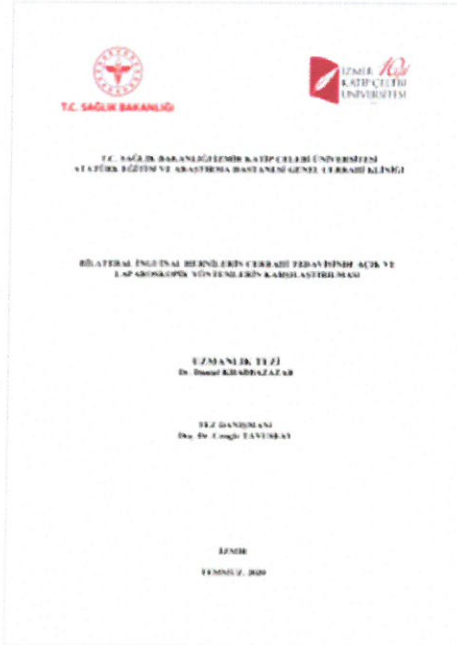 T.C. SAĞLIK BAKANLIĞI
İZMİR
KATİP ÇELEBİ
ÜNİVERSİTESİ
T.C. SAĞLIK BAKANLIĞI İZMİR KATİP ÇELEBİ ÜNİVERSİTESİ
ATATÜRK EĞİTİM VE ARAŞTIRMA HASTANESİ GENEL CERRAHİ KLİNİĞİ
BİLATERAL İNGUİNAL HERNİLERİN CERRAHİ TEDAVİSİNDE AÇIK VE
LAPAROSKOPİK YÖNTEMLERİN KARŞILAŞTIRILMASI
UZMANLIK TEZİ
Dr.
TEZ DANIŞMANI
Doç. Dr. Cengiz TAVUSBAY
İZMİR
TEMMUZ, 2020